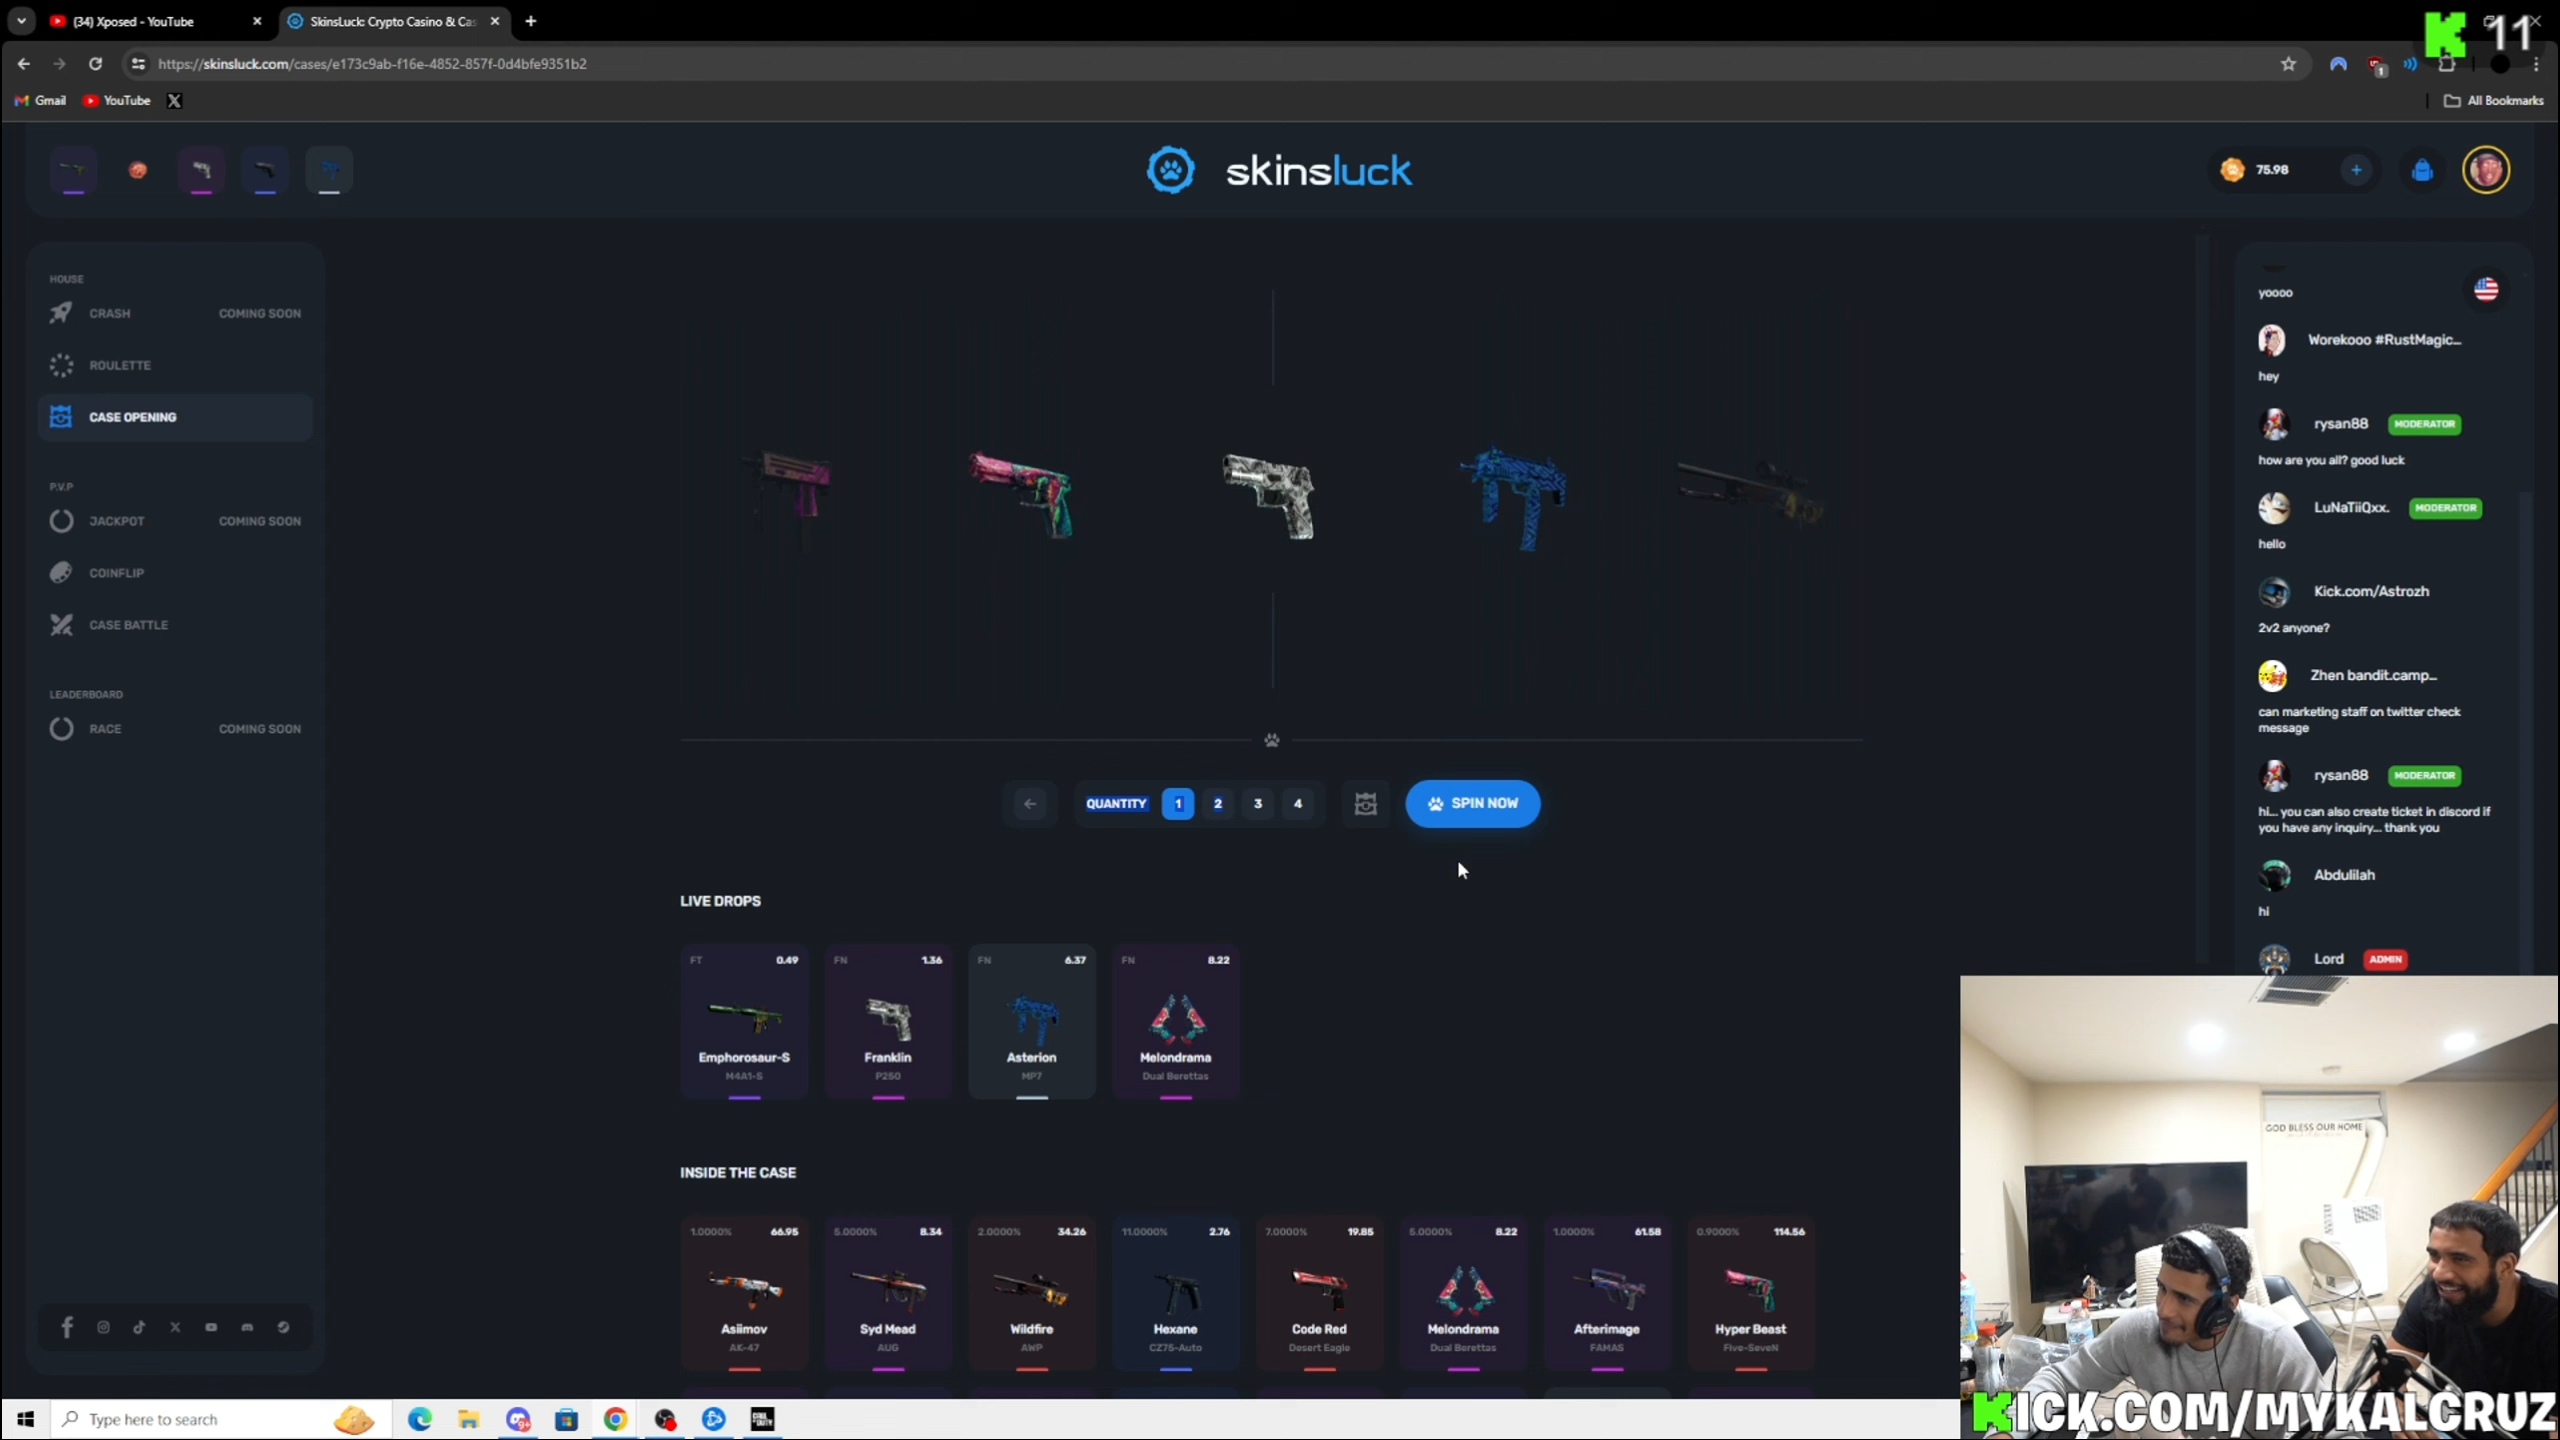 (34) Xposed - YouTube
SkinsLuck: Crypto Casino & Cas
11
https://skinsluck.com/cases/e173c9ab-f16e-4852-857f-0d4bfe9351b2
Gmail
YouTube
All Bookmarks
skinsluck
75.98
HOUSE
CRASH COMING SOON
ROULETTE
CASE OPENING
P.V.P
JACKPOT COMING SOON
COINFLIP
CASE BATTLE
LEADERBOARD
RACE COMING SOON
QUANTITY 1 2 3 4
SPIN NOW
LIVE DROPS
FT 0.49
Emphorosaur-S
M4A1-S
FN 1.36
Franklin
P250
FN 6.37
Asterion
MP7
FN 8.22
Melondrama
Dual Berettas
INSIDE THE CASE
1.0000% 66.95
Asiimov
AK-47
5.0000% 8.34
Syd Mead
AUG
2.0000% 34.26
Wildfire
AWP
11.0000% 2.76
Hexane
CZ75-Auto
7.0000% 19.85
Code Red
Desert Eagle
5.0000% 8.22
Melondrama
Dual Berettas
1.0000% 61.58
Afterimage
FAMAS
0.9000% 114.56
Hyper Beast
Five-SeveN
yoooo
Worekooo #RustMagic...
hey
rysan88 MODERATOR
how are you all? good luck
LuNaTiiQxx. MODERATOR
hello
Kick.com/Astrozh
2v2 anyone?
Zhen bandit.camp...
can marketing staff on twitter check
message
rysan88 MODERATOR
hi... you can also create ticket in discord if
you have any inquiry... thank you
Abdulilah
hi
Lord ADMIN
GOD BLESS OUR HOME
KICK.COM/MYKALCRUZ
Type here to search